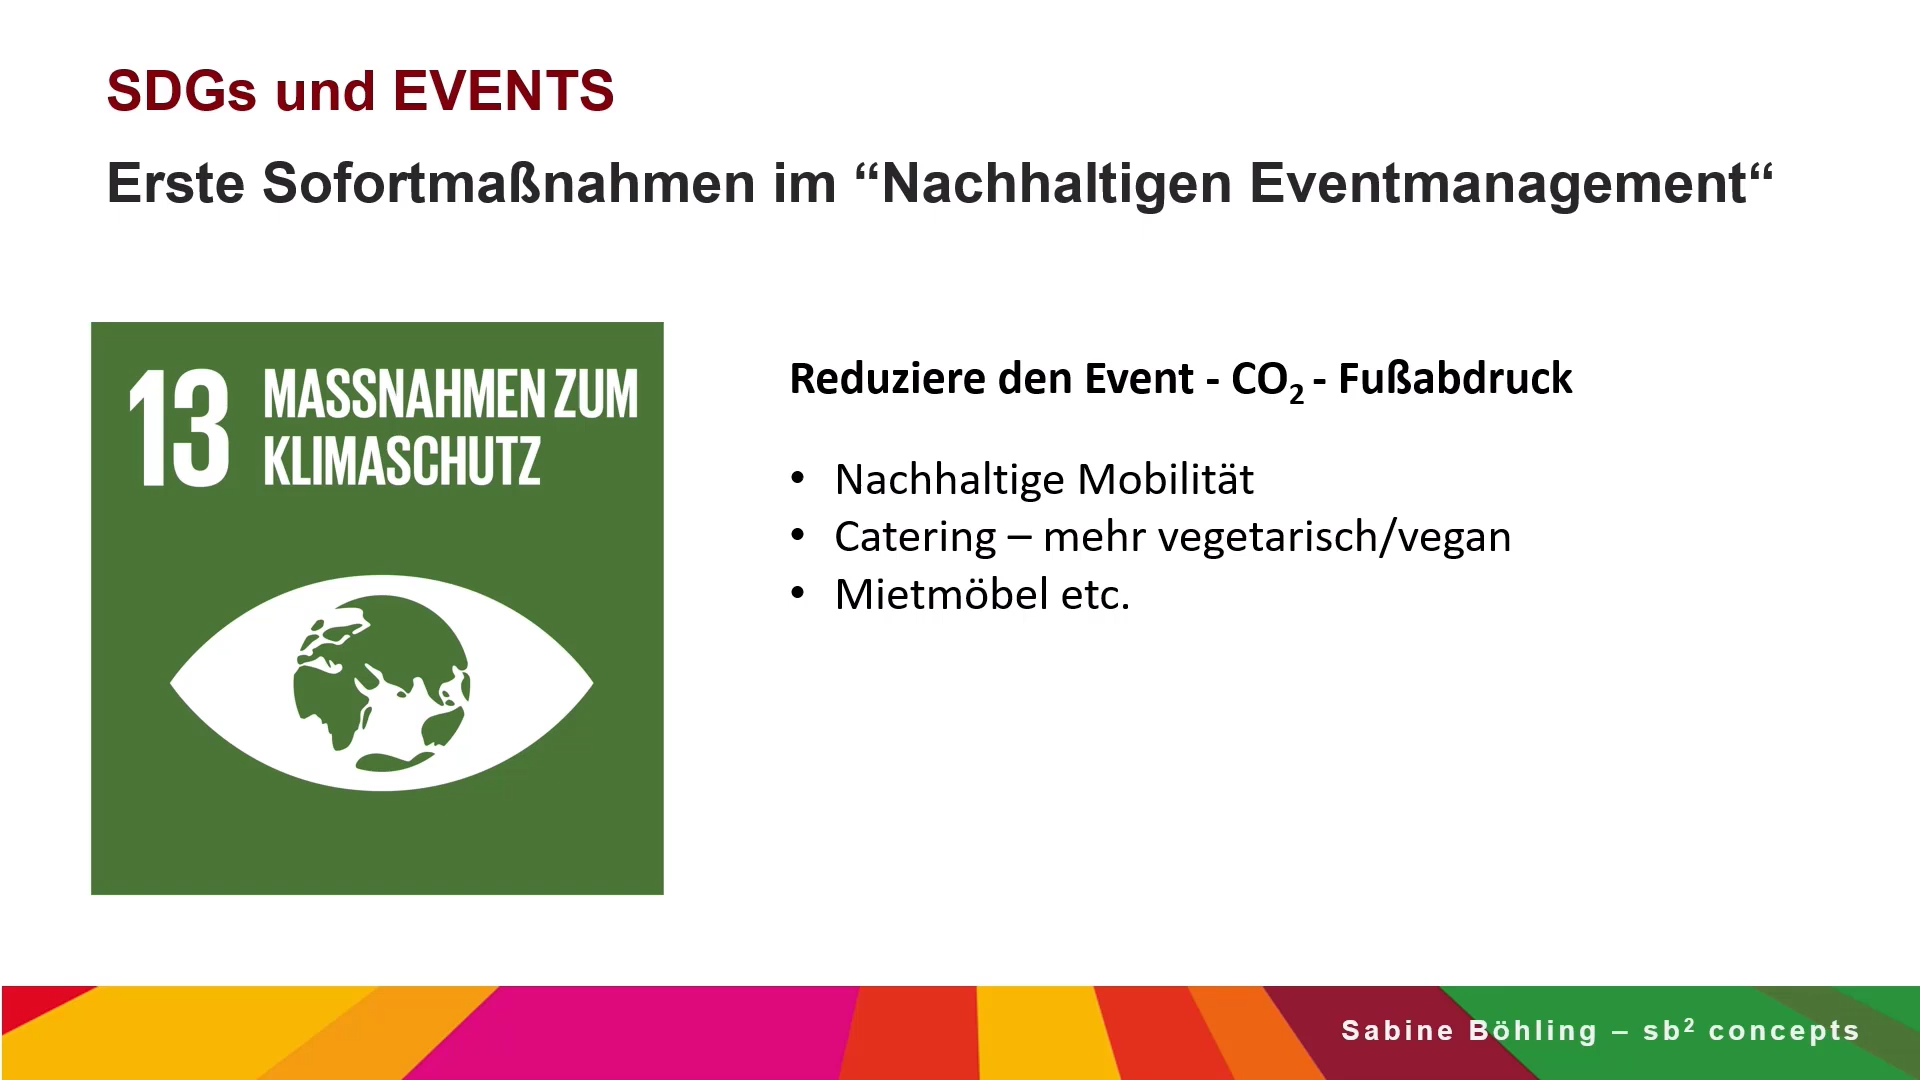 SDGs und EVENTS
Erste Sofortmaßnahmen im “Nachhaltigen Eventmanagement“
13 MASSNAHMEN ZUM
KLIMASCHUTZ
Reduziere den Event - CO₂ - Fußabdruck
• Nachhaltige Mobilität
• Catering – mehr vegetarisch/vegan
• Mietmöbel etc.
Sabine Böhling – sb² concepts